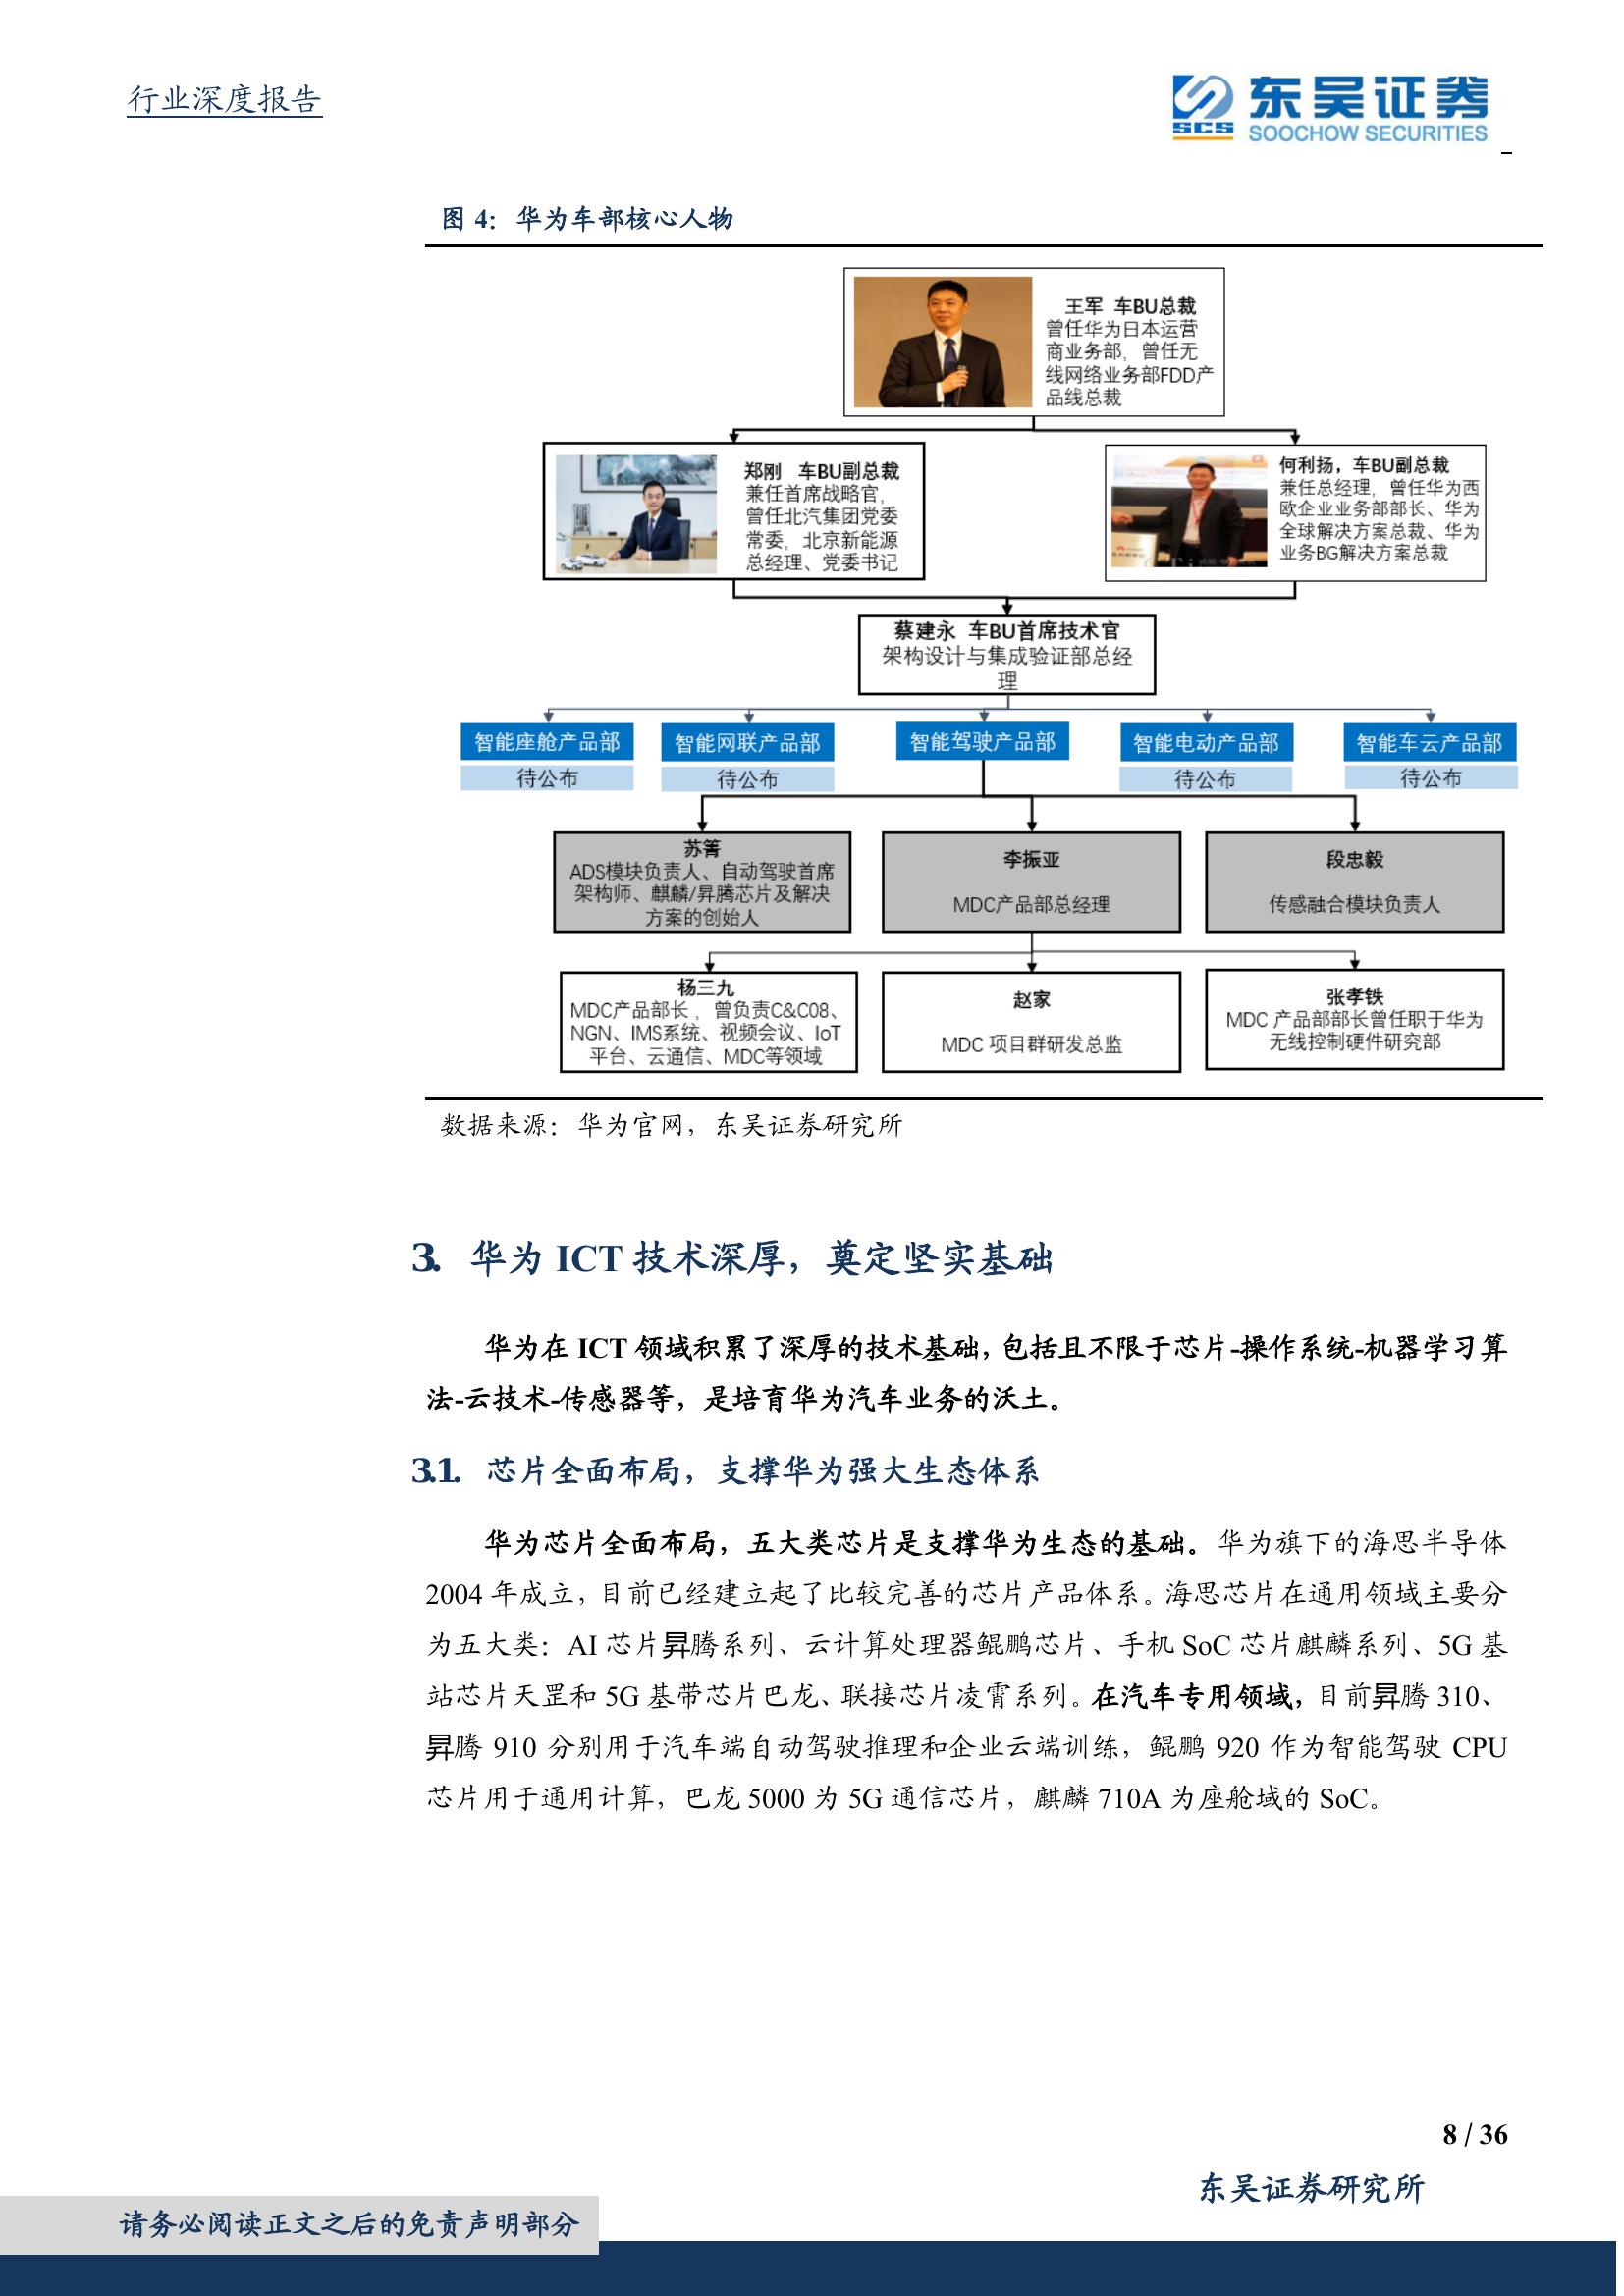 行业深度报告
东吴证券
SCS
SOOCHOW SECURITIES
图 4：华为车部核心人物
王军 车BU总裁
曾任华为日本运营
商业务部，曾任无
线网络业务部FDD产
品线总裁
郑刚 车BU副总裁
兼任首席战略官，
曾任北汽集团党委
常委，北京新能源
总经理、党委书记
何利扬，车BU副总裁
兼任总经理，曾任华为西
欧企业业务部部长、华为
全球解决方案总裁、华为
业务BG解决方案总裁
蔡建永 车BU首席技术官
架构设计与集成验证部总经
理
智能座舱产品部
智能网联产品部
智能驾驶产品部
智能电动产品部
智能车云产品部
待公布
待公布
待公布
待公布
苏箐
ADS模块负责人、自动驾驶首席
架构师、麒麟/昇腾芯片及解决
方案的创始人
李振亚
MDC产品部总经理
段忠毅
传感融合模块负责人
杨三九
MDC产品部长，曾负责C&C08、
NGN、IMS系统、视频会议、IoT
平台、云通信、MDC等领域
赵家
MDC 项目群研发总监
张孝铁
MDC 产品部部长曾任职于华为
无线控制硬件研究部
数据来源：华为官网，东吴证券研究所
3. 华为 ICT 技术深厚，奠定坚实基础
华为在 ICT 领域积累了深厚的技术基础，包括且不限于芯片-操作系统-机器学习算
法-云技术-传感器等，是培育华为汽车业务的沃土。
3.1. 芯片全面布局，支撑华为强大生态体系
华为芯片全面布局，五大类芯片是支撑华为生态的基础。华为旗下的海思半导体
2004 年成立，目前已经建立起了比较完善的芯片产品体系。海思芯片在通用领域主要分
为五大类：AI 芯片昇腾系列、云计算处理器鲲鹏芯片、手机 SoC 芯片麒麟系列、5G 基
站芯片天罡和 5G 基带芯片巴龙、联接芯片凌霄系列。在汽车专用领域，目前昇腾 310、
昇腾 910 分别用于汽车端自动驾驶推理和企业云端训练，鲲鹏 920 作为智能驾驶 CPU
芯片用于通用计算，巴龙 5000 为 5G 通信芯片，麒麟 710A 为座舱域的 SoC。
8 / 36
东吴证券研究所
请务必阅读正文之后的免责声明部分